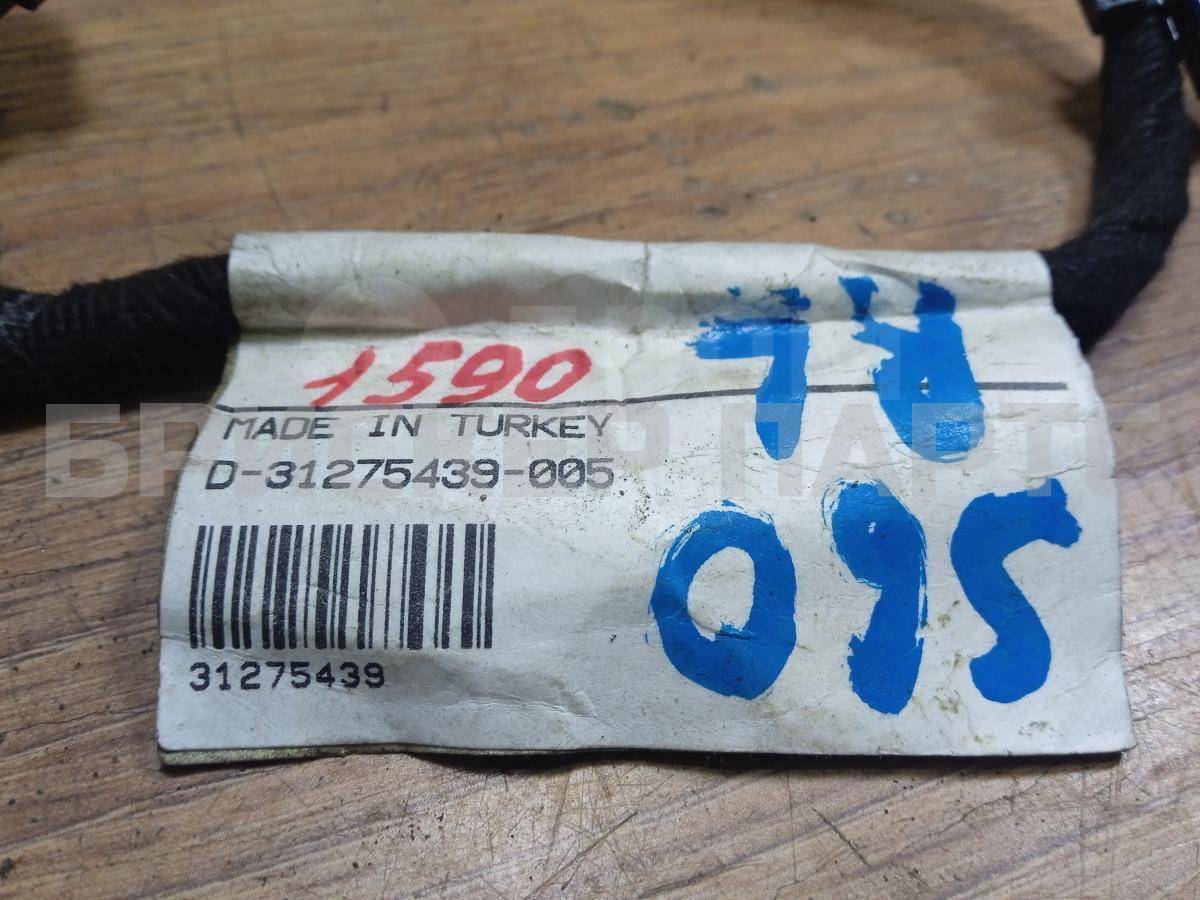 1590
MADE IN TURKEY
D-31275439-005
31275439
S60
RL